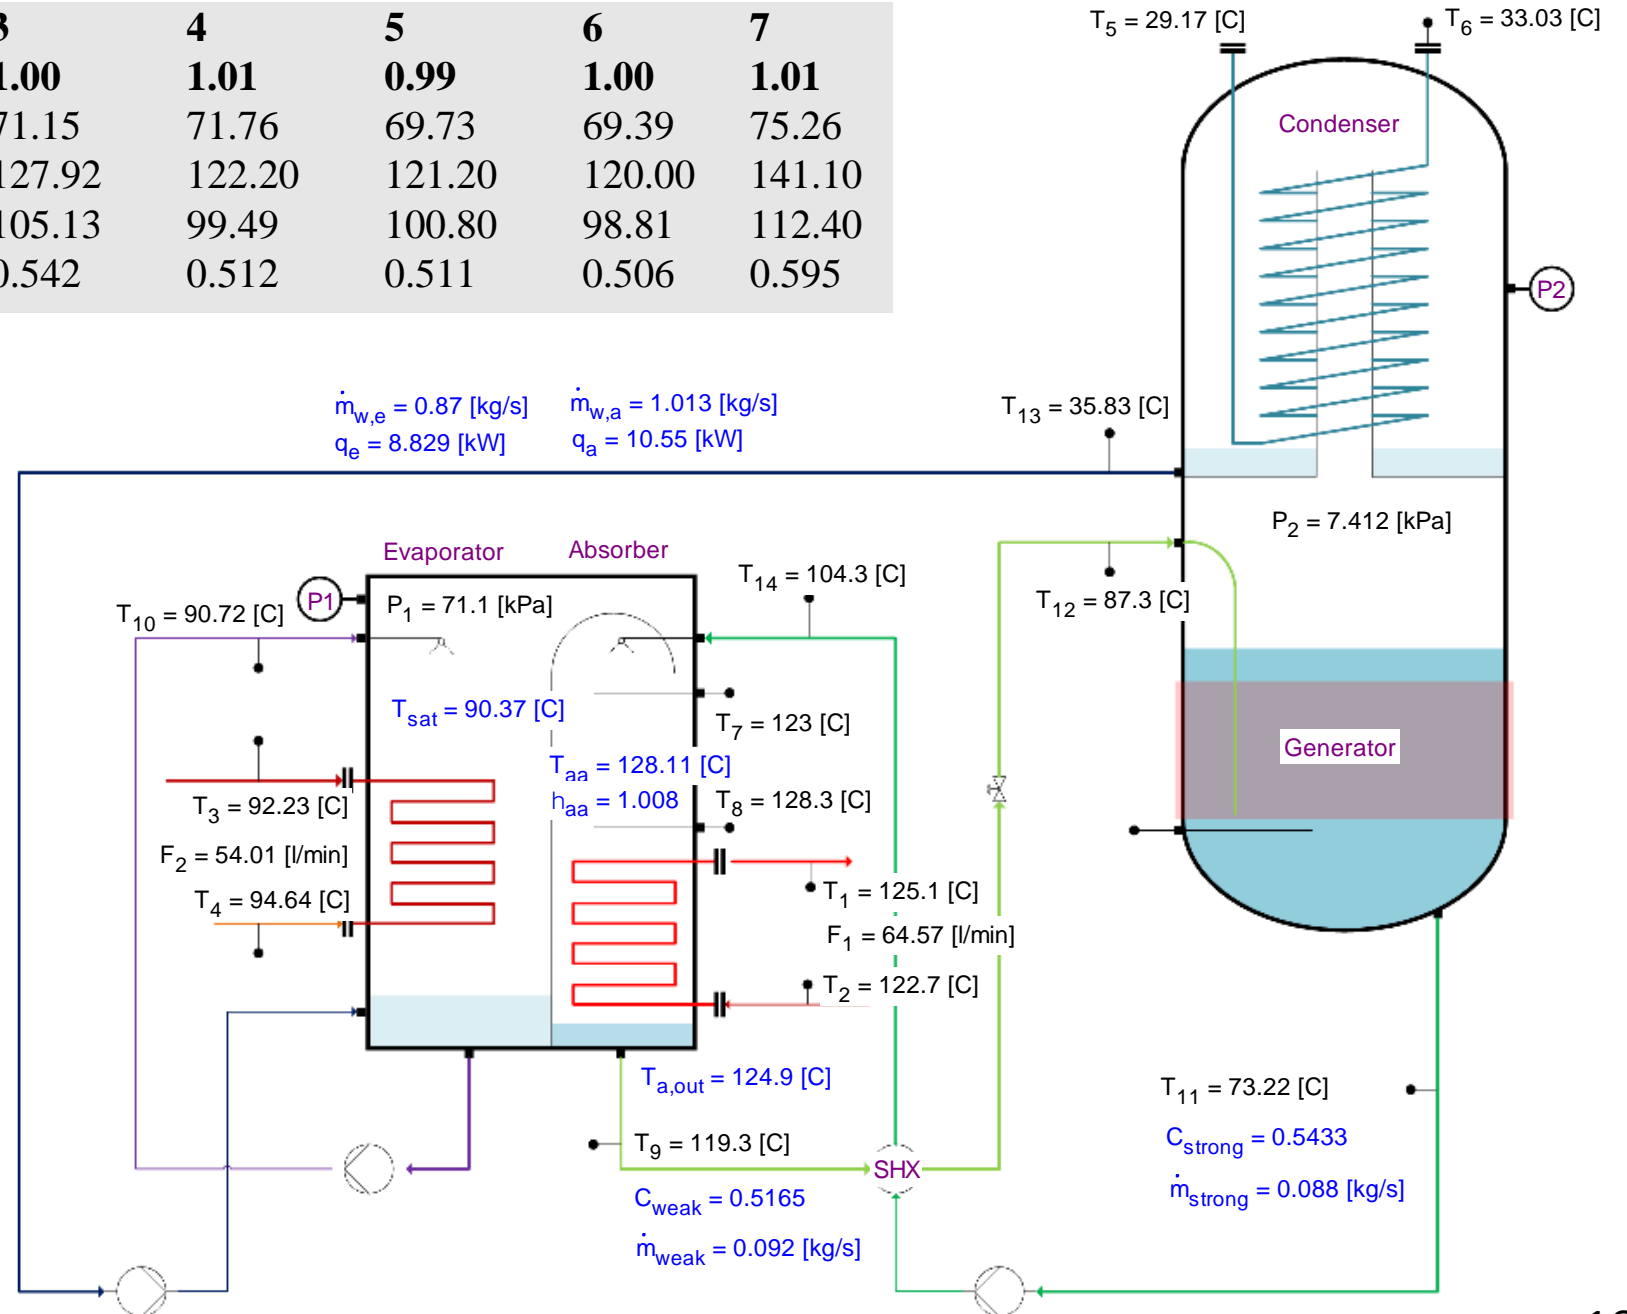 3 4 5 6 7
1.00 1.01 0.99 1.00 1.01
71.15 71.76 69.73 69.39 75.26
127.92 122.20 121.20 120.00 141.10
105.13 99.49 100.80 98.81 112.40
0.542 0.512 0.511 0.506 0.595
T5 = 29.17 [C]
T6 = 33.03 [C]
Condenser
P2
ṁw,e = 0.87 [kg/s]
qe = 8.829 [kW]
ṁw,a = 1.013 [kg/s]
qa = 10.55 [kW]
T13 = 35.83 [C]
P2 = 7.412 [kPa]
Evaporator
Absorber
T14 = 104.3 [C]
T12 = 87.3 [C]
T10 = 90.72 [C]
P1
P1 = 71.1 [kPa]
Tsat = 90.37 [C]
T7 = 123 [C]
Taa = 128.11 [C]
haa = 1.008
T8 = 128.3 [C]
Generator
T3 = 92.23 [C]
F2 = 54.01 [l/min]
T4 = 94.64 [C]
T1 = 125.1 [C]
F1 = 64.57 [l/min]
T2 = 122.7 [C]
Ta,out = 124.9 [C]
T9 = 119.3 [C]
SHX
Cweak = 0.5165
ṁweak = 0.092 [kg/s]
T11 = 73.22 [C]
Cstrong = 0.5433
ṁstrong = 0.088 [kg/s]